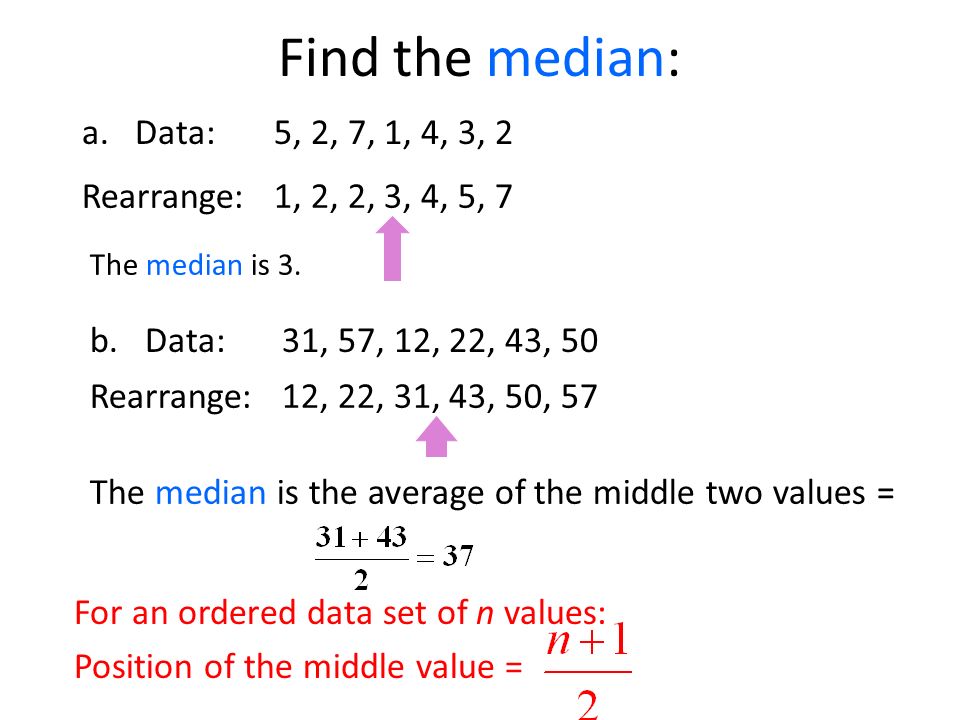 Find the median:
a. Data: 5, 2, 7, 1, 4, 3, 2
Rearrange: 1, 2, 2, 3, 4, 5, 7
The median is 3.
b. Data: 31, 57, 12, 22, 43, 50
Rearrange: 12, 22, 31, 43, 50, 57
The median is the average of the middle two values =
31+43
2
= 37
For an ordered data set of n values:
Position of the middle value =
n+1
2